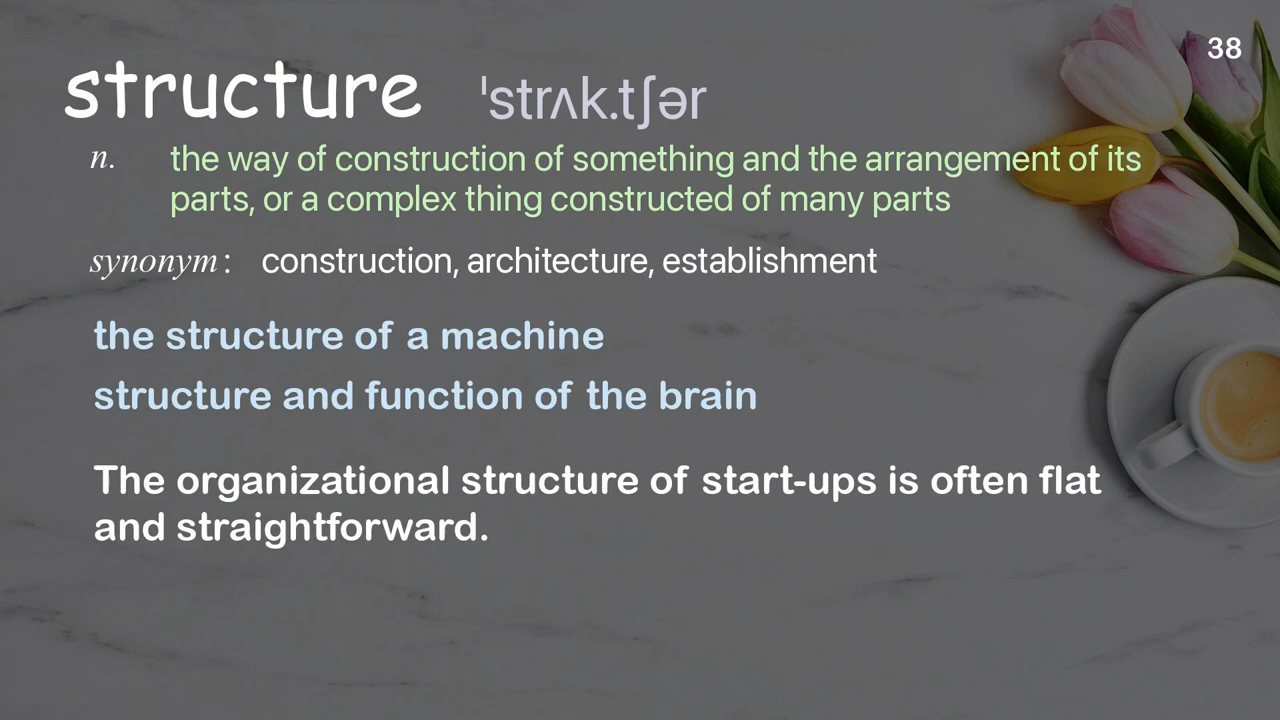 38
structure ˈstrʌk.tʃər
n. the way of construction of something and the arrangement of its
parts, or a complex thing constructed of many parts
synonym: construction, architecture, establishment
the structure of a machine
structure and function of the brain
The organizational structure of start-ups is often flat
and straightforward.